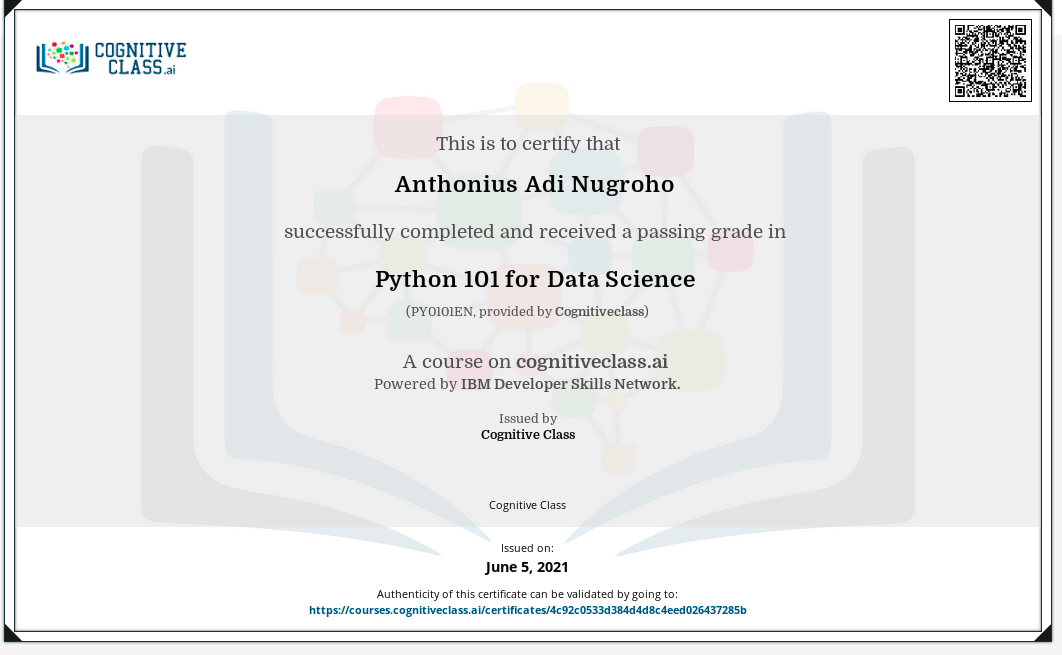 COGNITIVE
CLASS.ai
This is to certify that
Anthonius Adi Nugroho
successfully completed and received a passing grade in
Python 101 for Data Science
(PY0101EN, provided by Cognitiveclass)
A course on cognitiveclass.ai
Powered by IBM Developer Skills Network.
Issued by
Cognitive Class
Cognitive Class
Issued on:
June 5, 2021
Authenticity of this certificate can be validated by going to:
https://courses.cognitiveclass.ai/certificates/4c92c0533d384d4d8c4eed026437285b